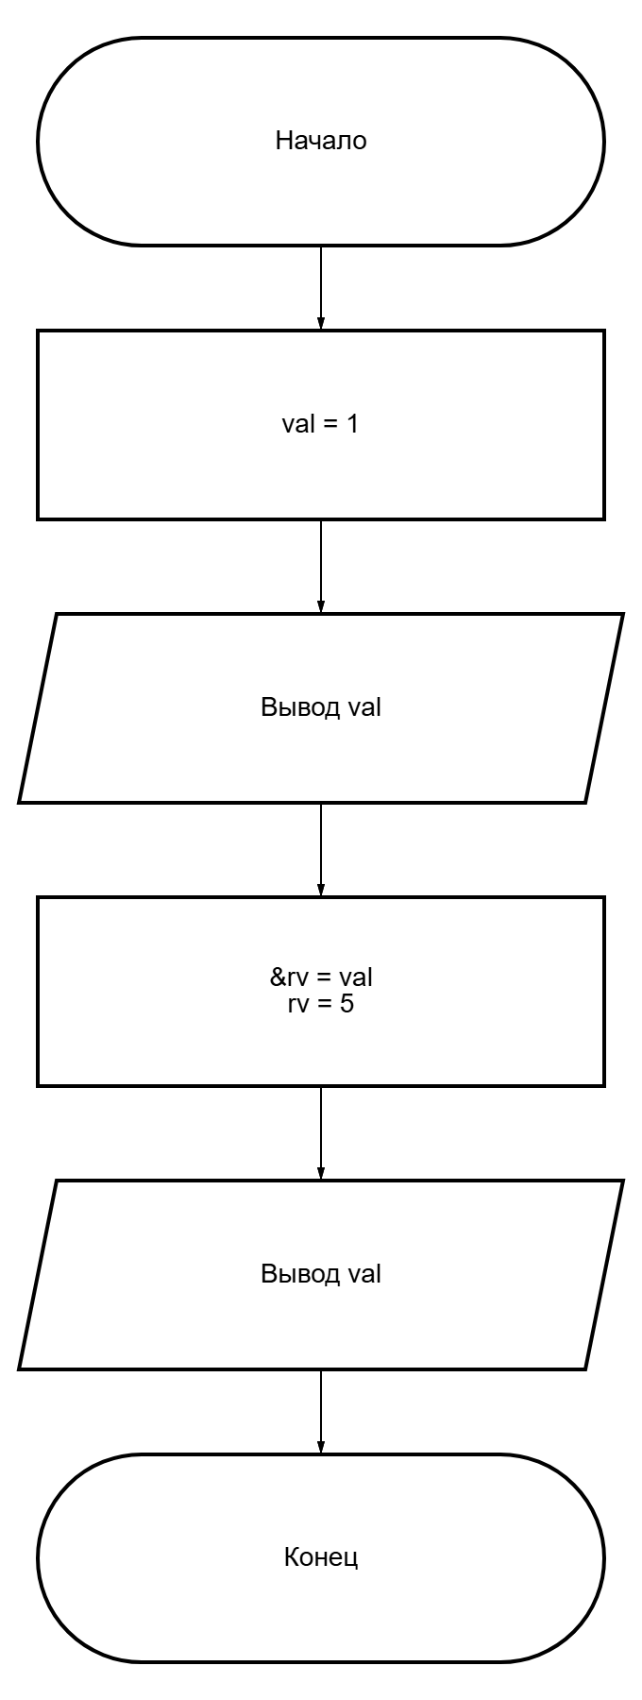 Начало
val = 1
Вывод val
&rv = val
rv = 5
Вывод val
Конец